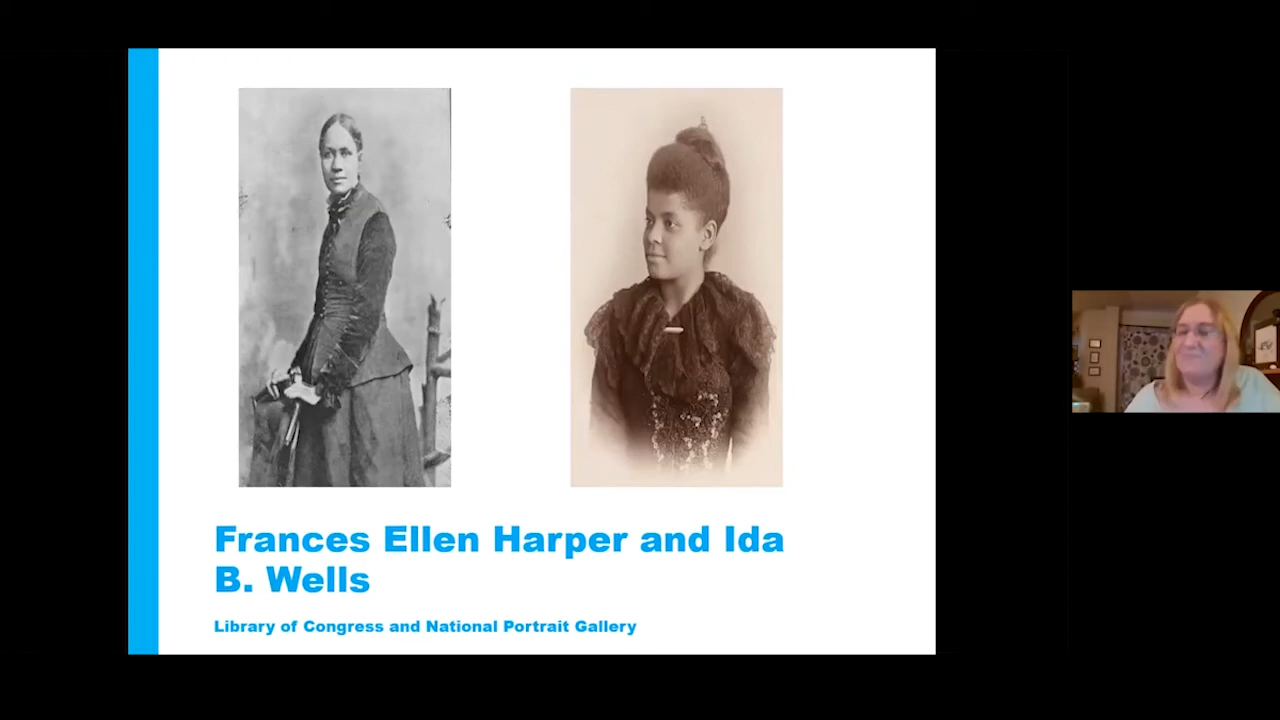 Frances Ellen Harper and Ida
B. Wells
Library of Congress and National Portrait Gallery